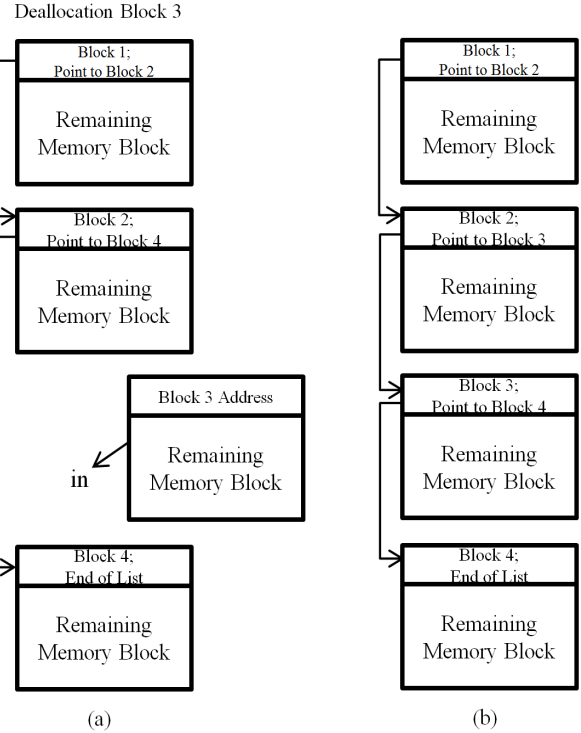 Deallocation Block 3
Block 1;
Point to Block 2
Remaining
Memory Block
Block 2;
Point to Block 4
Remaining
Memory Block
Block 3 Address
Remaining
Memory Block
in
Block 4;
End of List
Remaining
Memory Block
(a)
Block 1;
Point to Block 2
Remaining
Memory Block
Block 2;
Point to Block 3
Remaining
Memory Block
Block 3;
Point to Block 4
Remaining
Memory Block
Block 4;
End of List
Remaining
Memory Block
(b)